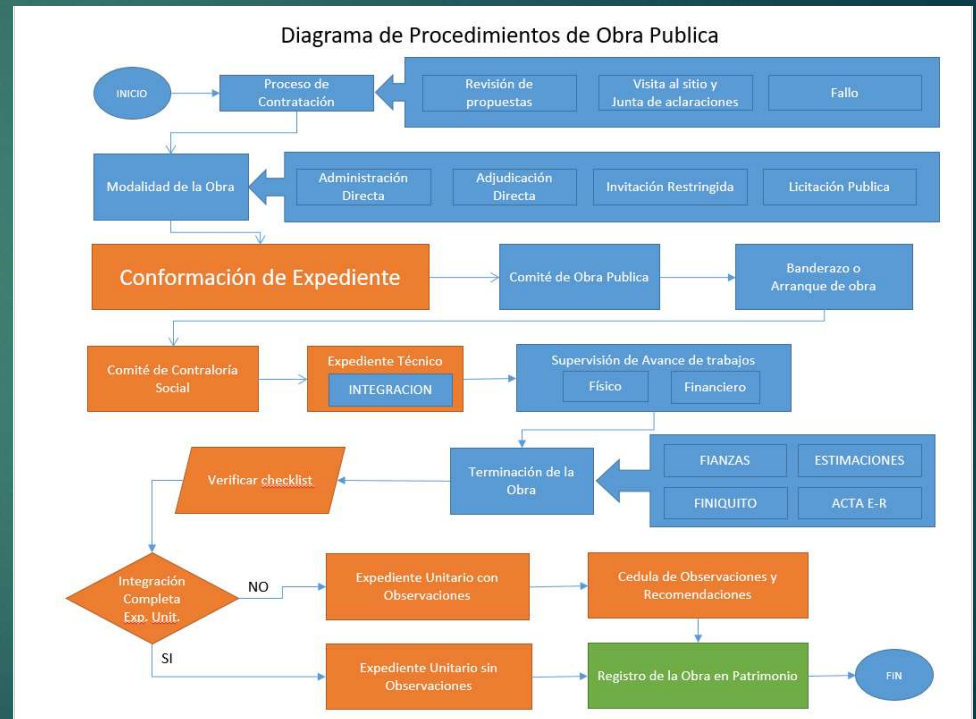 Diagrama de Procedimientos de Obra Publica
INICIO
Proceso de
Contratación
Revisión de
propuestas
Visita al sitio y
Junta de aclaraciones
Fallo
Modalidad de la Obra
Administración
Directa
Adjudicación
Directa
Invitación Restringida
Licitación Publica
Conformación de Expediente
Comité de Obra Publica
Banderazo o
Arranque de obra
Comité de Contraloría
Social
Expediente Técnico
INTEGRACION
Supervisión de Avance de trabajos
Físico
Financiero
Verificar checklist
Terminación de la
Obra
FIANZAS
ESTIMACIONES
FINIQUITO
ACTA E-R
Integración
Completa
Exp. Unit.
NO
Expediente Unitario con
Observaciones
Cedula de Observaciones y
Recomendaciones
SI
Expediente Unitario sin
Observaciones
Registro de la Obra en Patrimonio
FIN